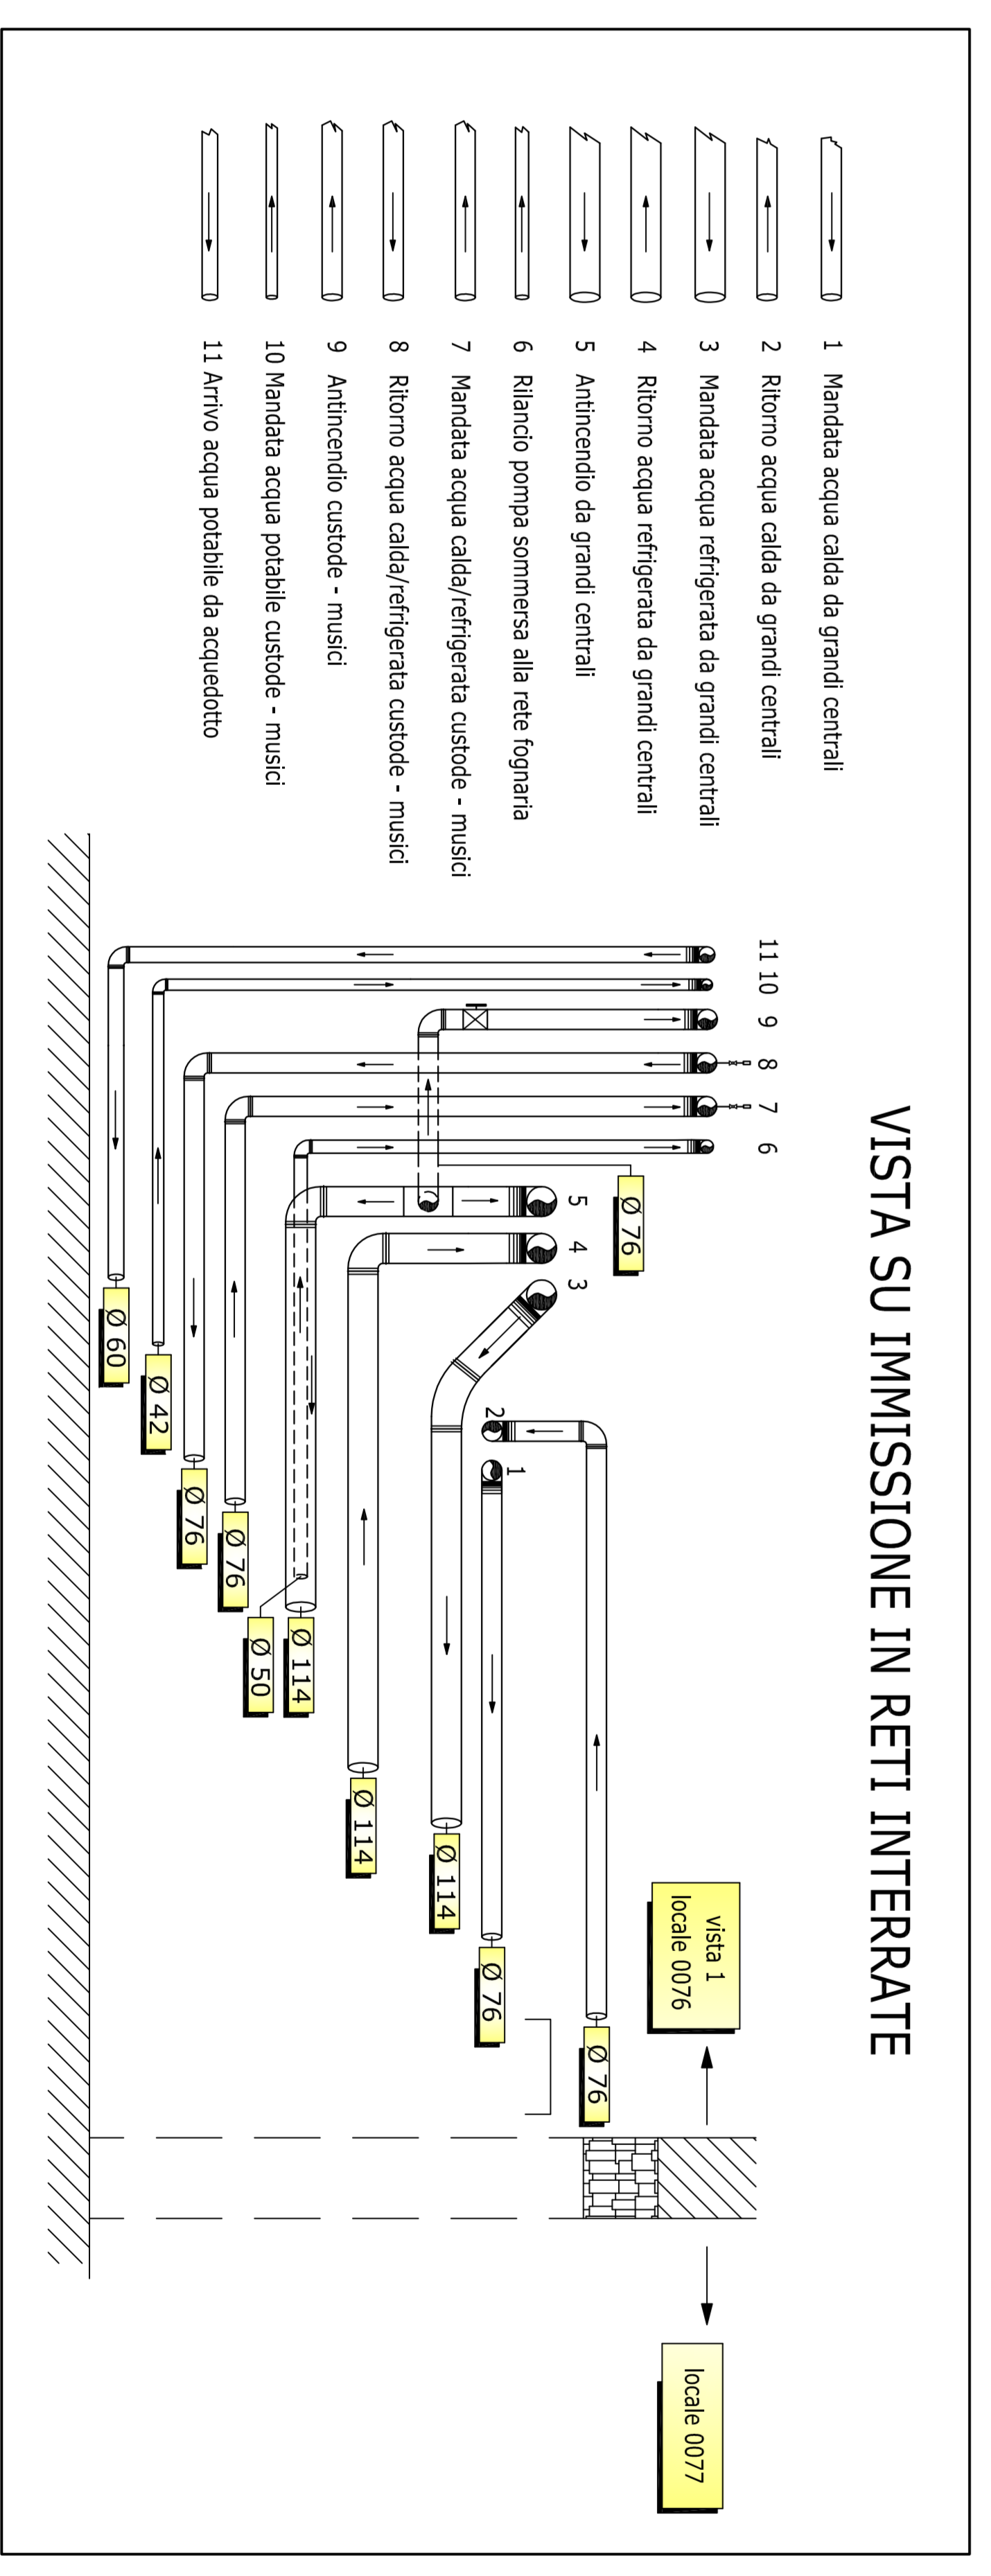 VISTA SU IMMISSIONE IN RETI INTERRATE
1 Mandata acqua calda da grandi centrali
2 Ritorno acqua calda da grandi centrali
3 Mandata acqua refrigerata da grandi centrali
4 Ritorno acqua refrigerata da grandi centrali
5 Antincendio da grandi centrali
6 Rilancio pompa sommersa alla rete fognaria
7 Mandata acqua calda/refrigerata custode - musici
8 Ritorno acqua calda/refrigerata custode - musici
9 Antincendio custode - musici
10 Mandata acqua potabile custode - musici
11 Arrivo acqua potabile da acquedotto
11 10 9 8 7 6
5 4 3
2 1
Ø 76
vista 1
locale 0076
locale 0077
Ø 76
Ø 76
Ø 114
Ø 114
Ø 114
Ø 50
Ø 76
Ø 76
Ø 42
Ø 60